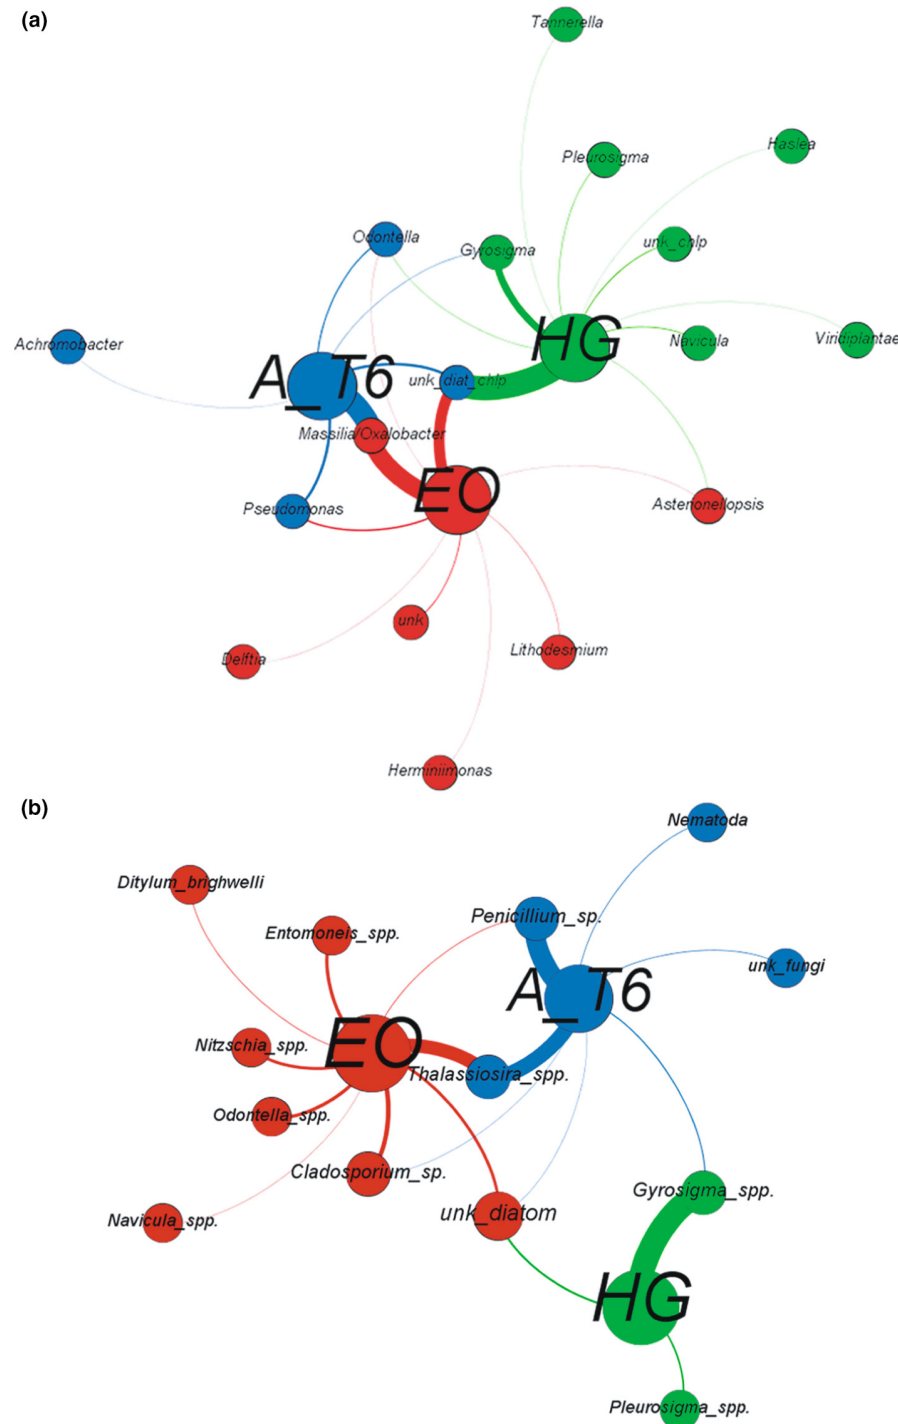 (a)
Tannerella
Haslea
Pleurosigma
Odontella
unk_chlp
Gyrosigma
HG
Navicula
Viridiplantae
Achromobacter
A_T6
unk_diat_chlp
Massilia/Oxalobacter
EO
Pseudomonas
Asterionellopsis
unk
Lithodesmium
Delftia
Herminiimonas
(b)
Nematoda
Ditylum_brighwelli
Penicillium_sp.
Entomoneis_spp.
unk_fungi
A_T6
EO
Nitzschia_spp.
Thalassiosira_spp.
Odontella_spp.
Cladosporium_sp.
Gyrosigma_spp.
unk_diatom
Navicula_spp.
HG
Pleurosigma_spp.